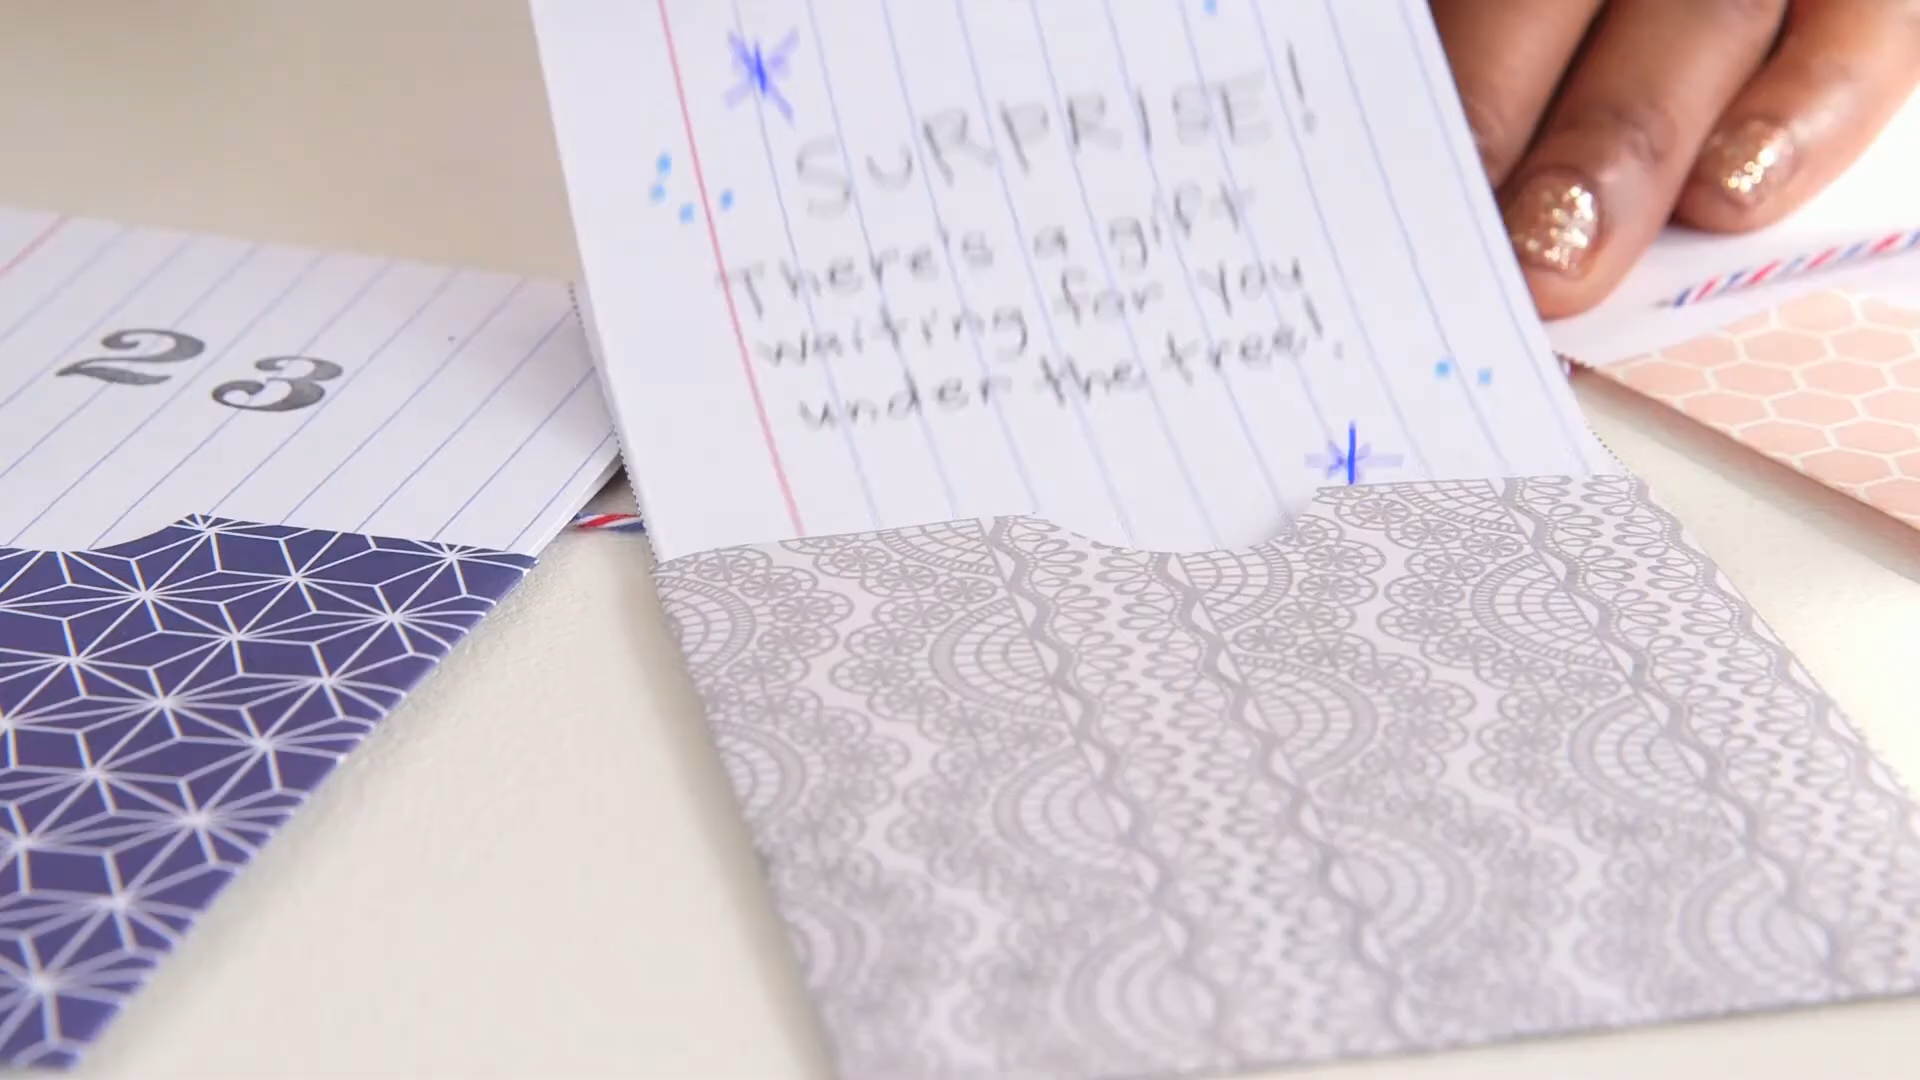 23
SURPRISE!
There's a gift
waiting for you
under the tree!